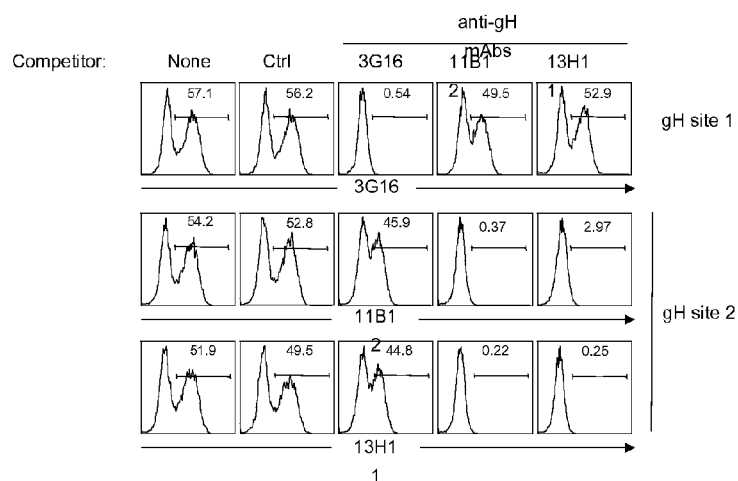 anti-gH
mAbs
Competitor: None Ctrl 3G16 11B1 13H1
2 1
57.1 56.2 0.54 49.5 52.9
gH site 1
3G16
54.2 52.8 45.9 0.37 2.97
11B1
gH site 2
2
51.9 49.5 44.8 0.22 0.25
13H1
1